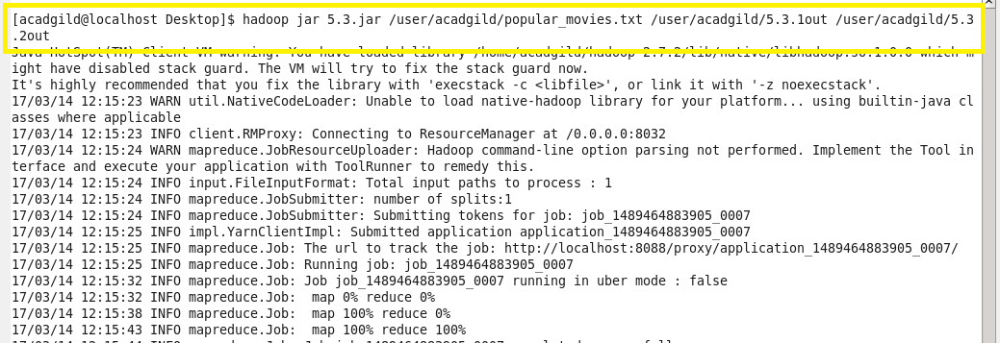 [acadgild@localhost Desktop]$ hadoop jar 5.3.jar /user/acadgild/popular_movies.txt /user/acadgild/5.3.1out /user/acadgild/5.3
.2out
Java HotSpot(TM) Client VM warning: You have loaded library /home/acadgild/hadoop-2.7.2/lib/native/libhadoop.so.1.0.0 which m
ight have disabled stack guard. The VM will try to fix the stack guard now.
It's highly recommended that you fix the library with 'execstack -c <libfile>', or link it with '-z noexecstack'.
17/03/14 12:15:23 WARN util.NativeCodeLoader: Unable to load native-hadoop library for your platform... using builtin-java cl
asses where applicable
17/03/14 12:15:23 INFO client.RMProxy: Connecting to ResourceManager at /0.0.0.0:8032
17/03/14 12:15:24 WARN mapreduce.JobResourceUploader: Hadoop command-line option parsing not performed. Implement the Tool in
terface and execute your application with ToolRunner to remedy this.
17/03/14 12:15:24 INFO input.FileInputFormat: Total input paths to process : 1
17/03/14 12:15:24 INFO mapreduce.JobSubmitter: number of splits:1
17/03/14 12:15:24 INFO mapreduce.JobSubmitter: Submitting tokens for job: job_1489464883905_0007
17/03/14 12:15:25 INFO impl.YarnClientImpl: Submitted application application_1489464883905_0007
17/03/14 12:15:25 INFO mapreduce.Job: The url to track the job: http://localhost:8088/proxy/application_1489464883905_0007/
17/03/14 12:15:25 INFO mapreduce.Job: Running job: job_1489464883905_0007
17/03/14 12:15:32 INFO mapreduce.Job: Job job_1489464883905_0007 running in uber mode : false
17/03/14 12:15:32 INFO mapreduce.Job:  map 0% reduce 0%
17/03/14 12:15:38 INFO mapreduce.Job:  map 100% reduce 0%
17/03/14 12:15:43 INFO mapreduce.Job:  map 100% reduce 100%
17/03/14 12:15:44 INFO mapreduce.Job: Job job_1489464883905_0007 completed successfully